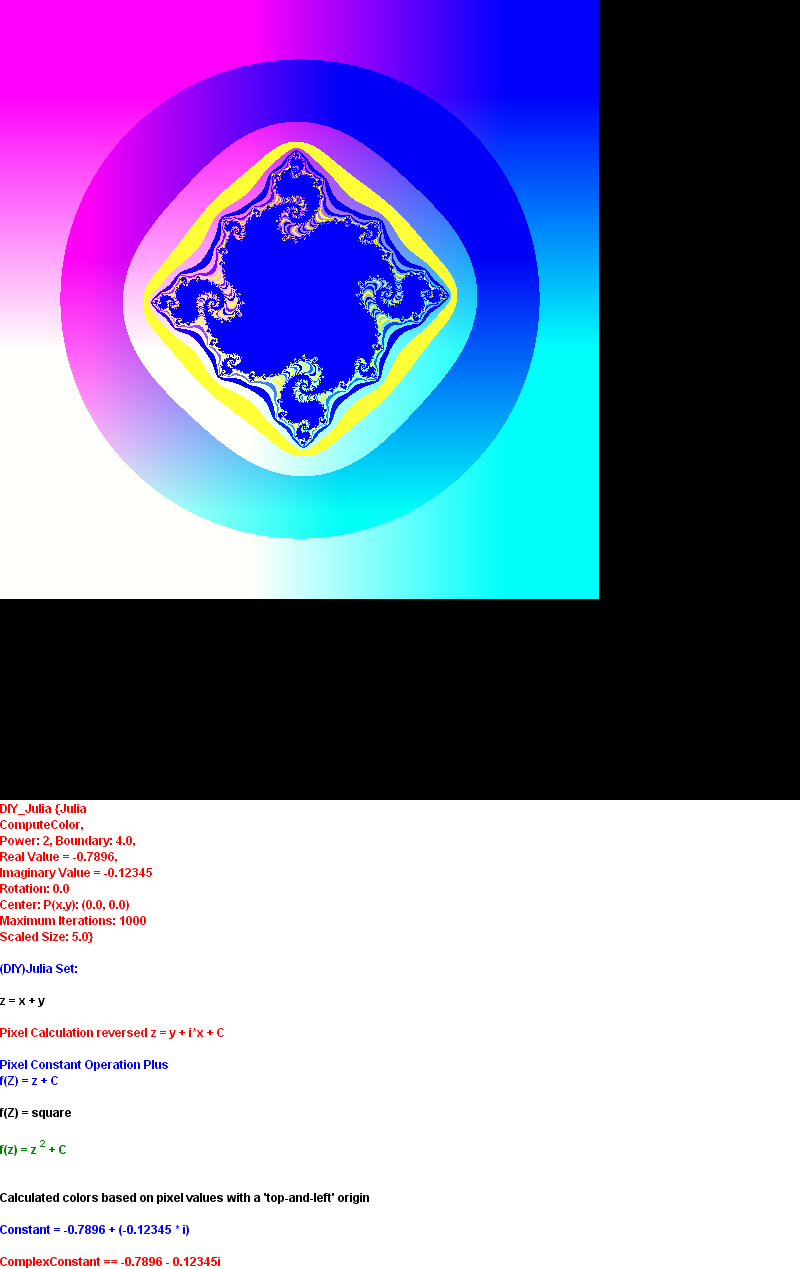 DIY_Julia {Julia
ComputeColor,
Power: 2, Boundary: 4.0,
Real Value = -0.7896,
Imaginary Value = -0.12345
Rotation: 0.0
Center: P(x,y): (0.0, 0.0)
Maximum Iterations: 1000
Scaled Size: 5.0}
(DIY)Julia Set:
z = x + y
Pixel Calculation reversed z = y + i*x + C
Pixel Constant Operation Plus
f(Z) = z + C
f(Z) = square
f(z) = z ² + C
Calculated colors based on pixel values with a 'top-and-left' origin
Constant = -0.7896 + (-0.12345 * i)
ComplexConstant == -0.7896 - 0.12345i